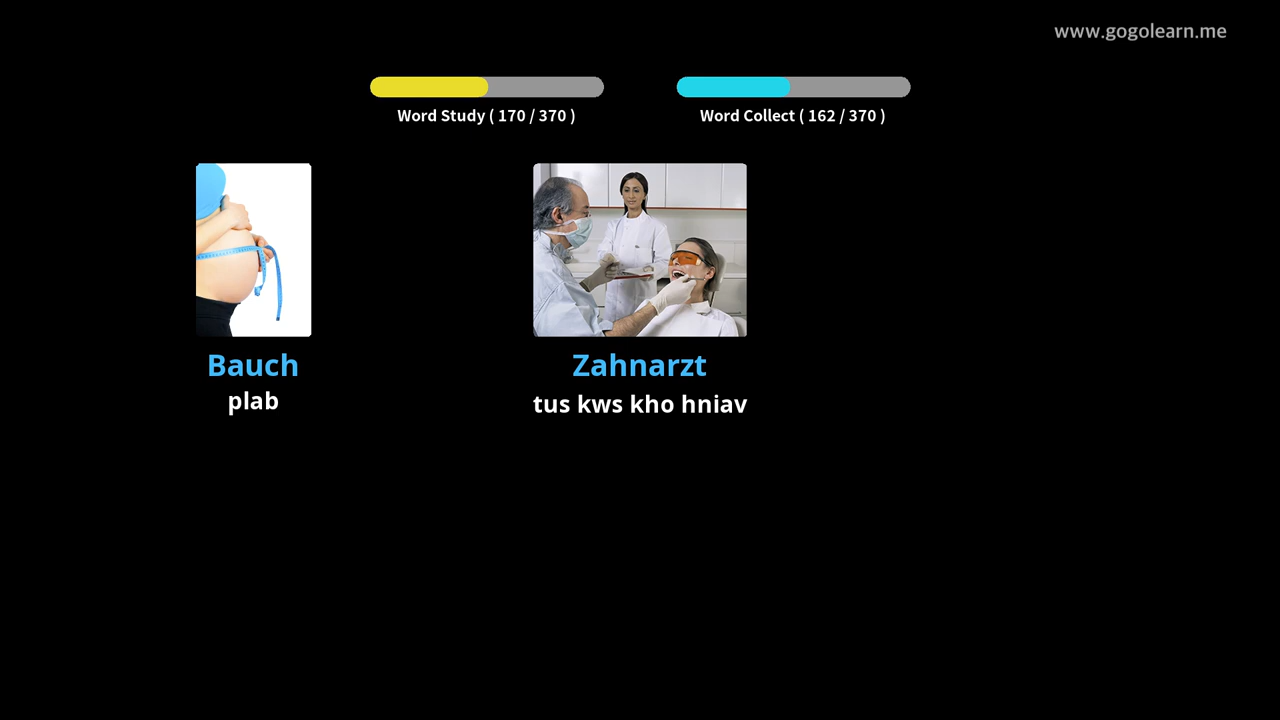 www.gogolearn.me
Word Study ( 170 / 370 )
Word Collect ( 162 / 370 )
Bauch
plab
Zahnarzt
tus kws kho hniav